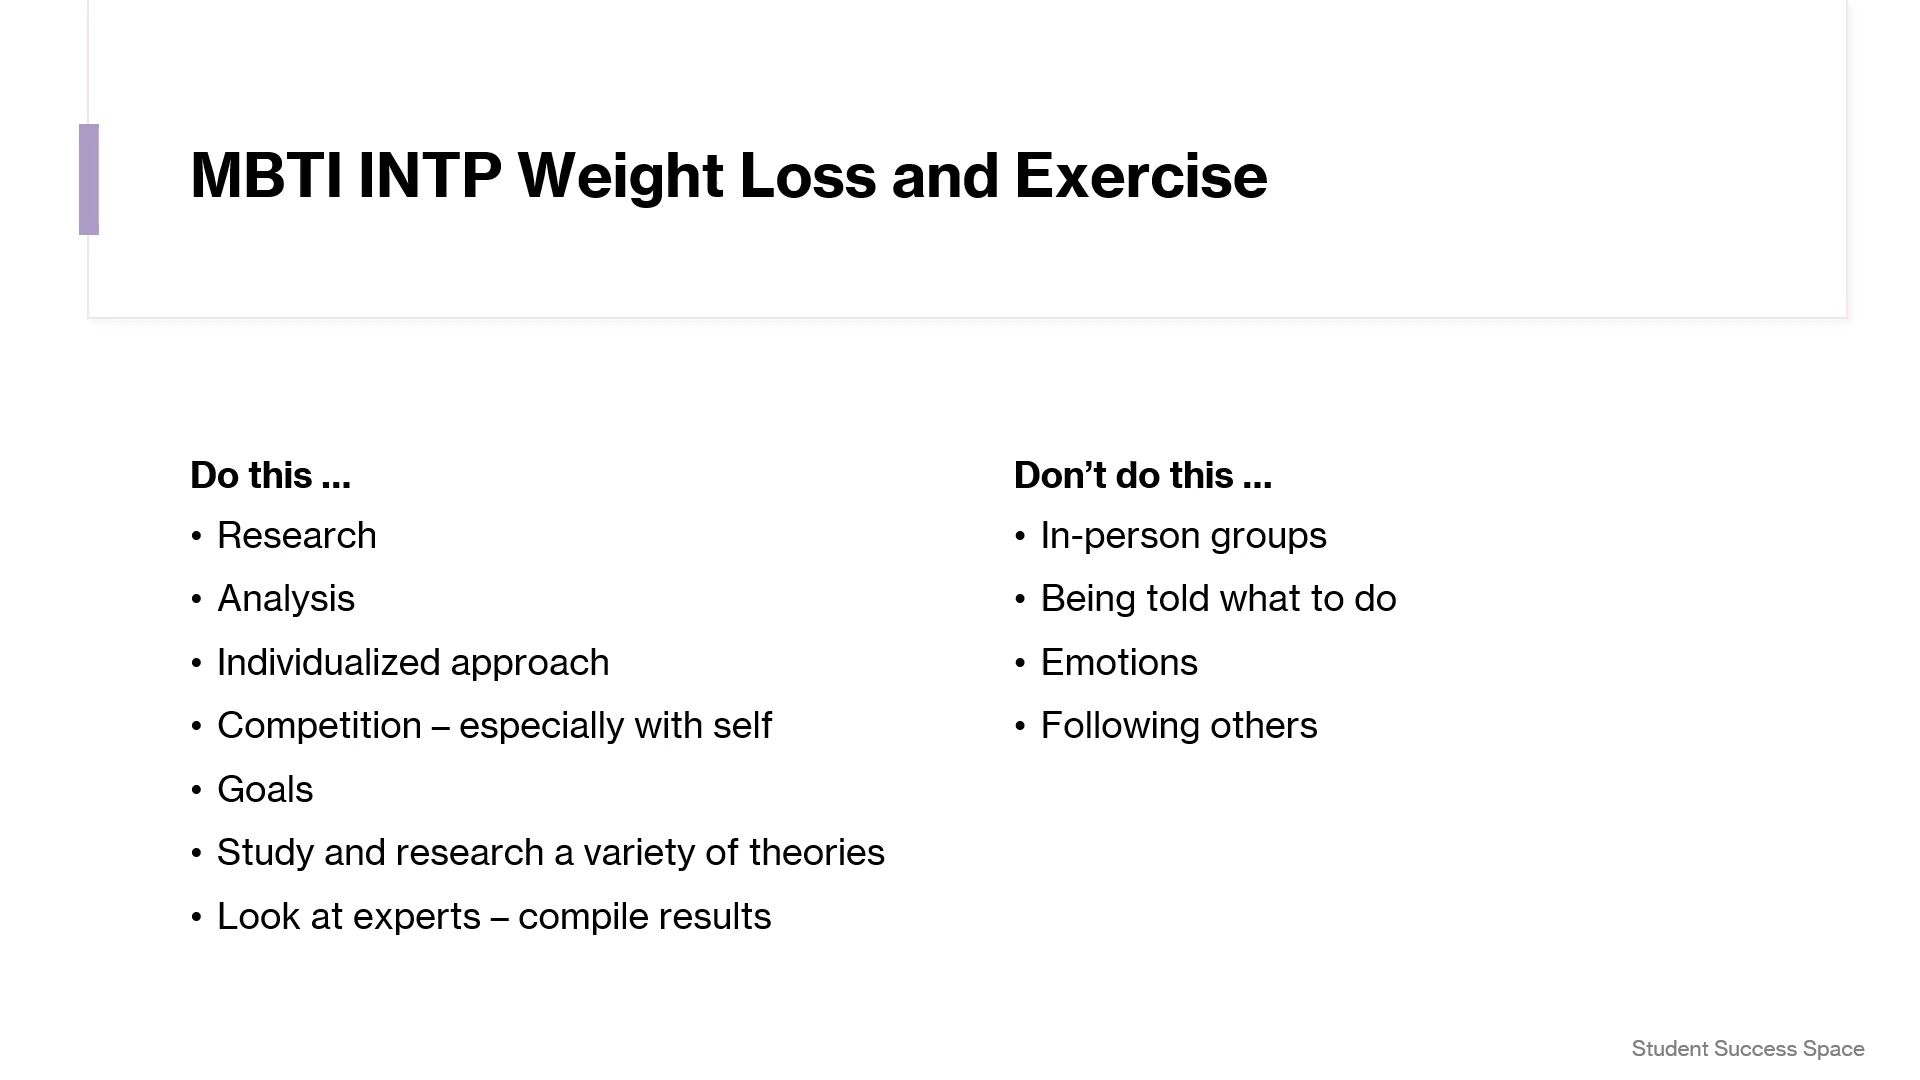 MBTI INTP Weight Loss and Exercise
Do this ...
• Research
• Analysis
• Individualized approach
• Competition – especially with self
• Goals
• Study and research a variety of theories
• Look at experts – compile results
Don’t do this ...
• In-person groups
• Being told what to do
• Emotions
• Following others
Student Success Space